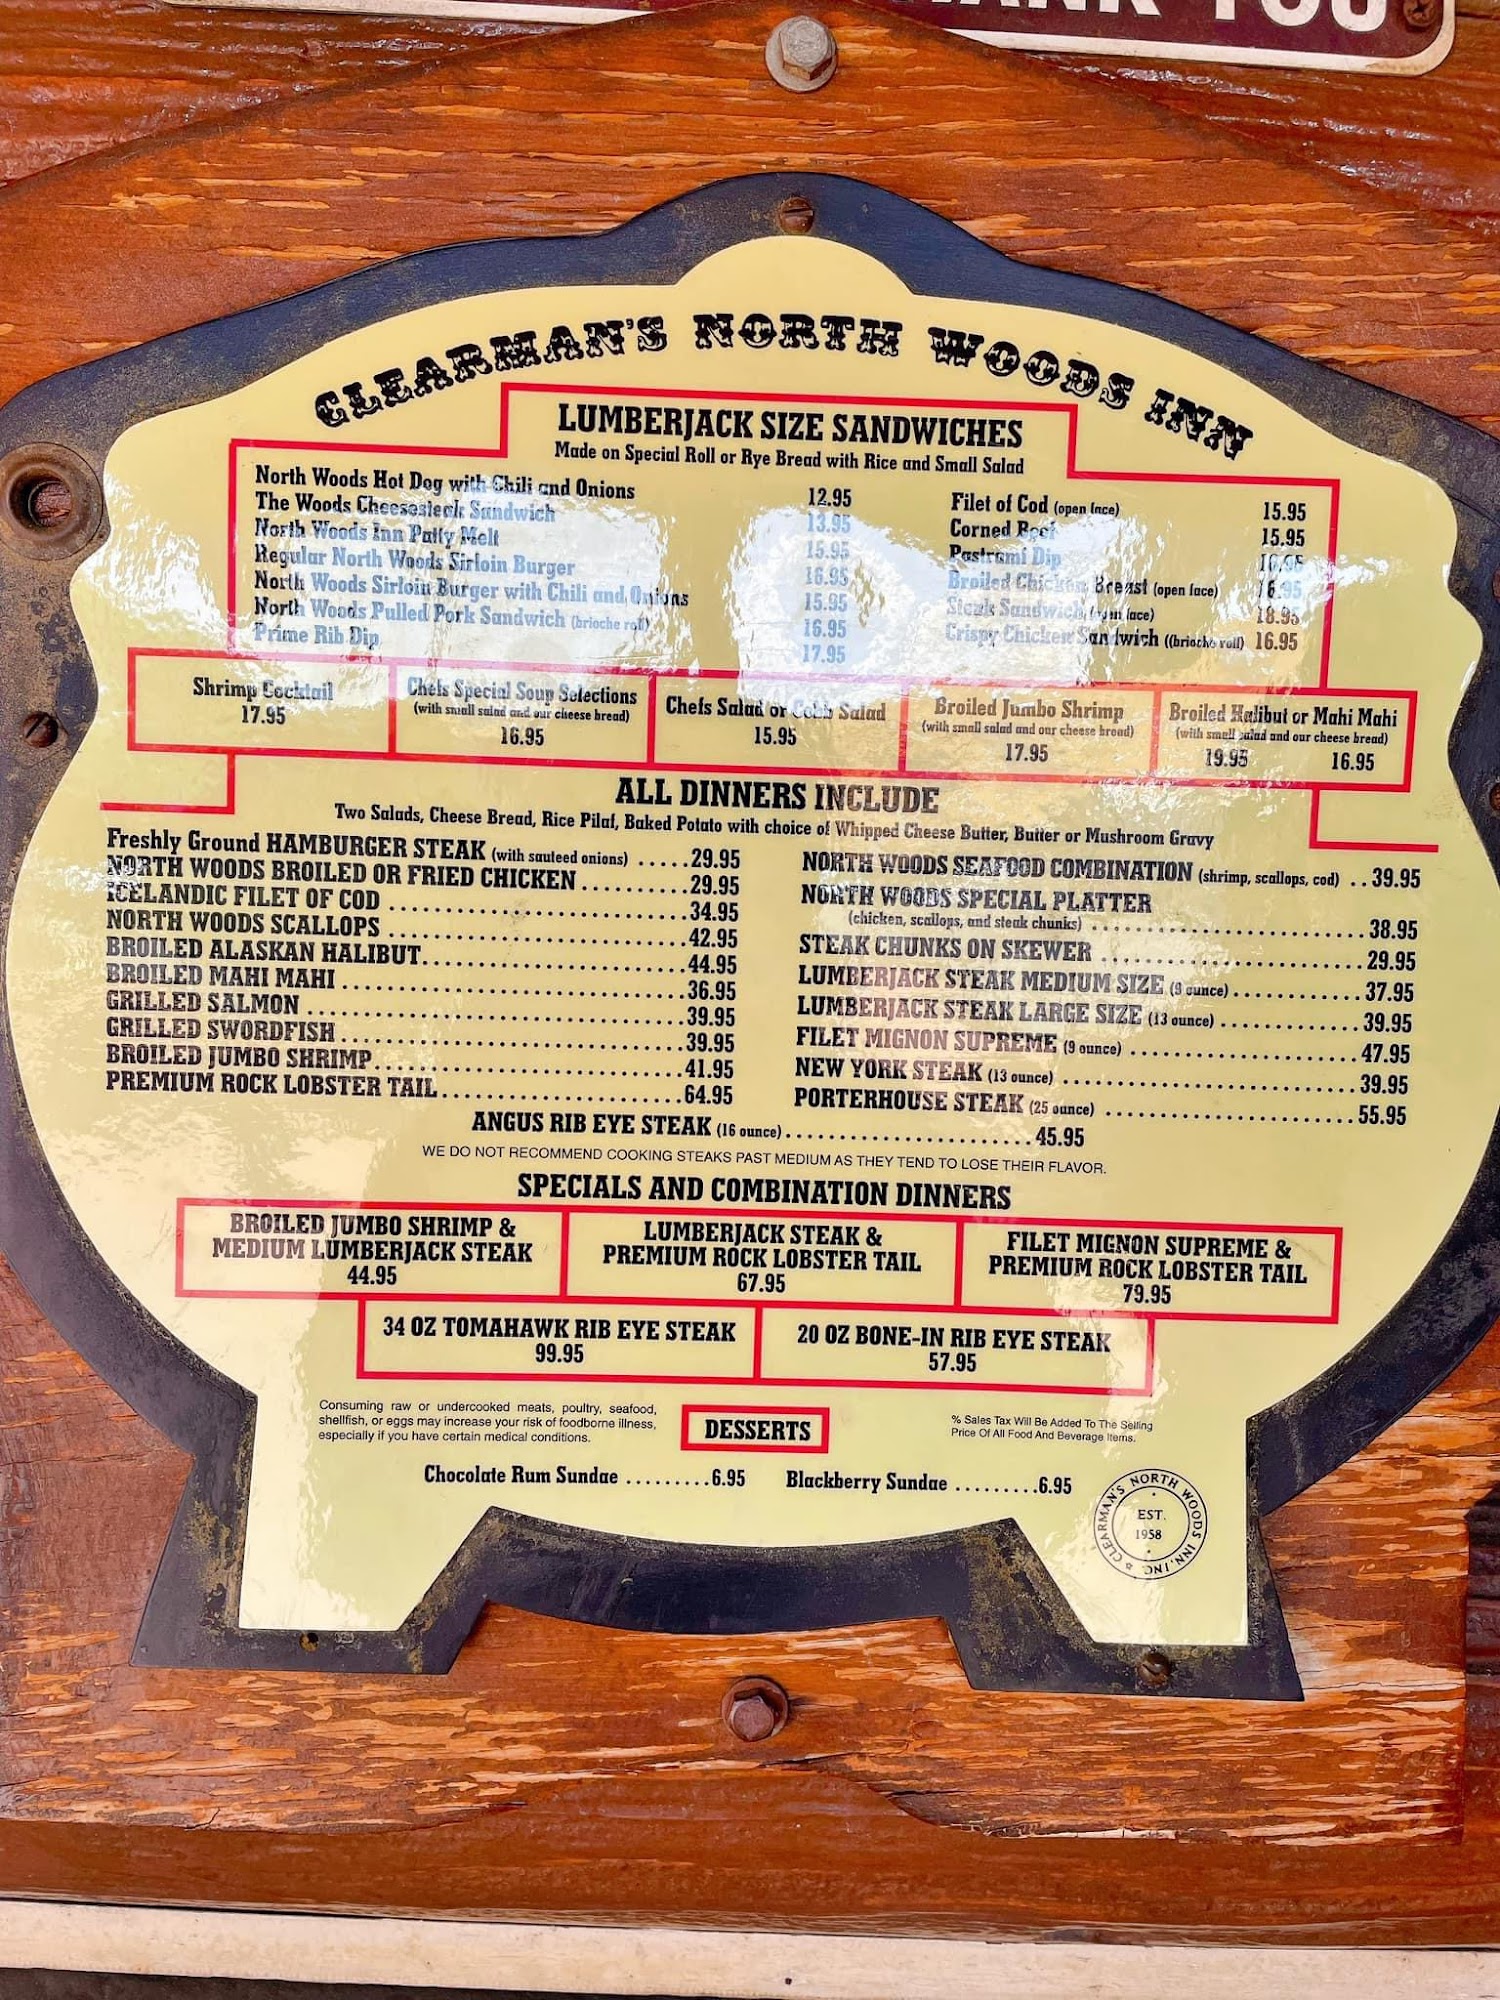 THANK YOU
CLEARMAN'S NORTH WOODS INN
LUMBERJACK SIZE SANDWICHES
Made on Special Roll or Rye Bread with Rice and Small Salad
North Woods Hot Dog with Chili and Onions 12.95
The Woods Cheesesteak Sandwich 13.95
North Woods Inn Patty Melt 15.95
Regular North Woods Sirloin Burger 16.95
North Woods Sirloin Burger with Chili and Onions 15.95
North Woods Pulled Pork Sandwich (brioche roll) 16.95
Prime Rib Dip 17.95
Filet of Cod (open face) 15.95
Corned Beef 15.95
Pastrami Dip
Broiled Chicken Breast (open face) 16.95
Steak Sandwich (open face) 18.95
Crispy Chicken Sandwich ((brioche roll) 16.95
Shrimp Cocktail
17.95
Chefs Special Soup Selections
(with small salad and our cheese bread)
16.95
Chefs Salad or Cobb Salad
15.95
Broiled Jumbo Shrimp
(with small salad and our cheese bread)
17.95
Broiled Halibut or Mahi Mahi
(with small salad and our cheese bread)
19.95 16.95
ALL DINNERS INCLUDE
Two Salads, Cheese Bread, Rice Pilaf, Baked Potato with choice of Whipped Cheese Butter, Butter or Mushroom Gravy
Freshly Ground HAMBURGER STEAK (with sauteed onions) .....29.95
NORTH WOODS BROILED OR FRIED CHICKEN ..........29.95
ICELANDIC FILET OF COD ..............................34.95
NORTH WOODS SCALLOPS ..............................42.95
BROILED ALASKAN HALIBUT..........................44.95
BROILED MAHI MAHI ..................................36.95
GRILLED SALMON ......................................39.95
GRILLED SWORDFISH ..................................39.95
BROILED JUMBO SHRIMP..............................41.95
PREMIUM ROCK LOBSTER TAIL ........................64.95
NORTH WOODS SEAFOOD COMBINATION (shrimp, scallops, cod) ..39.95
NORTH WOODS SPECIAL PLATTER
(chicken, scallops, and steak chunks) ...........................38.95
STEAK CHUNKS ON SKEWER ..........................29.95
LUMBERJACK STEAK MEDIUM SIZE (9 ounce) ............37.95
LUMBERJACK STEAK LARGE SIZE (13 ounce) .............39.95
FILET MIGNON SUPREME (9 ounce) ......................47.95
NEW YORK STEAK (13 ounce) .............................39.95
PORTERHOUSE STEAK (25 ounce) ........................55.95
ANGUS RIB EYE STEAK (16 ounce) ........................45.95
WE DO NOT RECOMMEND COOKING STEAKS PAST MEDIUM AS THEY TEND TO LOSE THEIR FLAVOR.
SPECIALS AND COMBINATION DINNERS
BROILED JUMBO SHRIMP &
MEDIUM LUMBERJACK STEAK
44.95
LUMBERJACK STEAK &
PREMIUM ROCK LOBSTER TAIL
67.95
FILET MIGNON SUPREME &
PREMIUM ROCK LOBSTER TAIL
79.95
34 OZ TOMAHAWK RIB EYE STEAK
99.95
20 OZ BONE-IN RIB EYE STEAK
57.95
Consuming raw or undercooked meats, poultry, seafood,
shellfish, or eggs may increase your risk of foodborne illness,
especially if you have certain medical conditions.
DESSERTS
% Sales Tax Will Be Added To The Selling
Price Of All Food And Beverage Items.
Chocolate Rum Sundae .........6.95
Blackberry Sundae .........6.95
CLEARMAN'S NORTH WOODS INN, INC.
EST.
1958